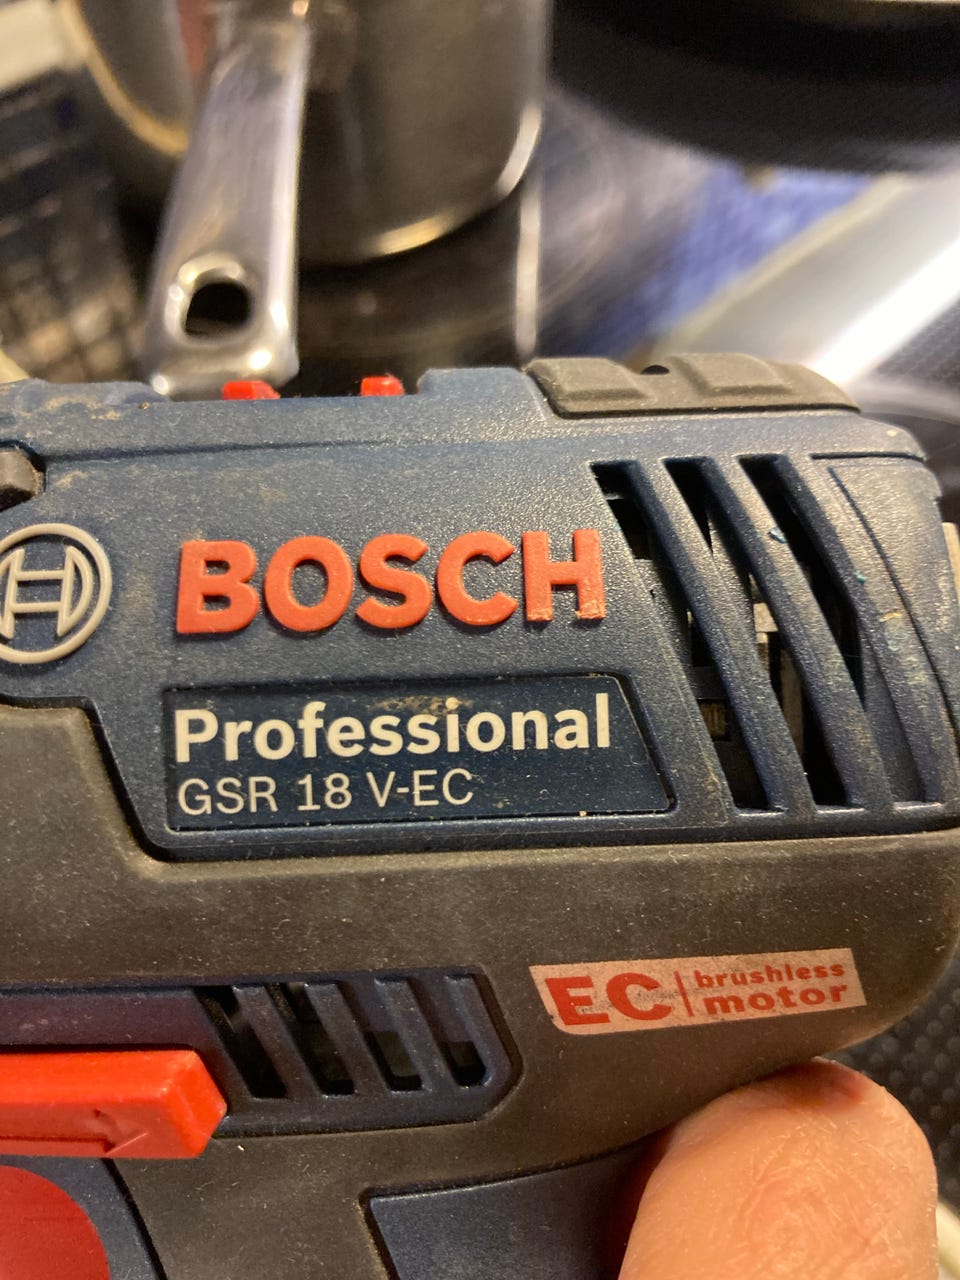 BOSCH
Professional
GSR 18 V-EC
EC brushless
motor